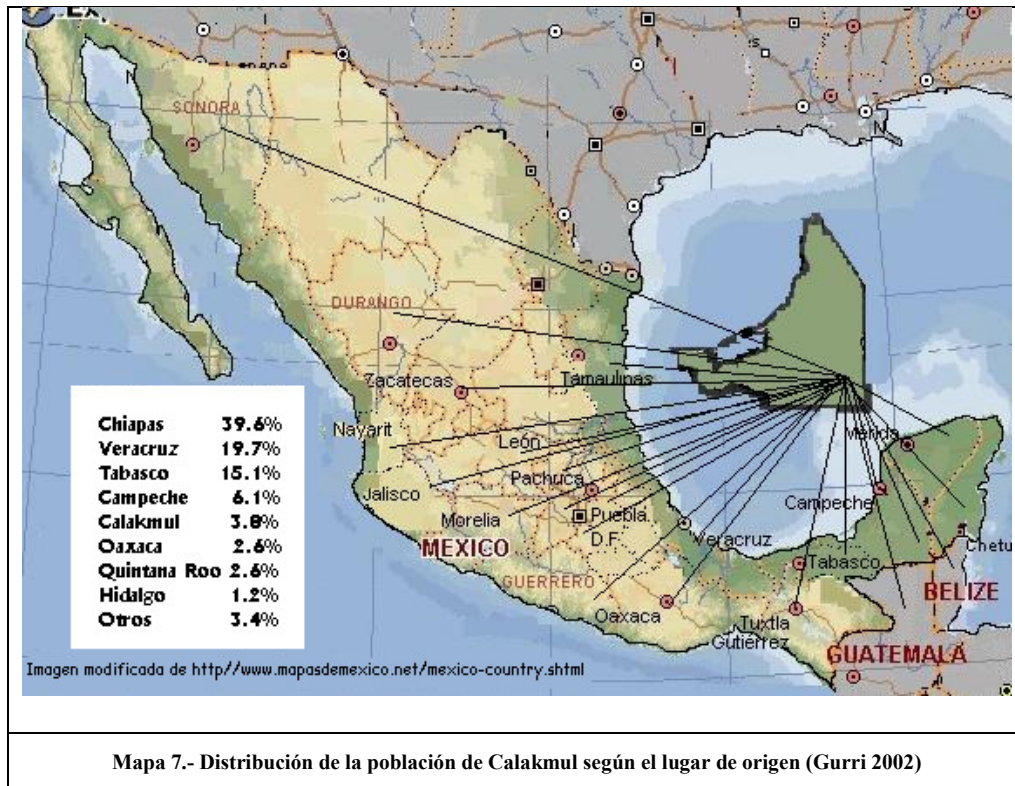 SONORA
DURANGO
Zacatecas
Tamaulipas
Nayarit
León
Mérida
Jalisco
Pachuca
Campeche
Morelia
Puebla
D.F.
Veracruz
MEXICO
Tabasco
Chetu
GUERRERO
BELIZE
Oaxaca
Tuxtla
Gutiérrez
GUATEMALA
Chiapas 39.6%
Veracruz 19.7%
Tabasco 15.1%
Campeche 6.1%
Calakmul 3.8%
Oaxaca 2.6%
Quintana Roo 2.6%
Hidalgo 1.2%
Otros 3.4%
Imagen modificada de http//www.mapasdemexico.net/mexico-country.shtml
Mapa 7.- Distribución de la población de Calakmul según el lugar de origen (Gurri 2002)